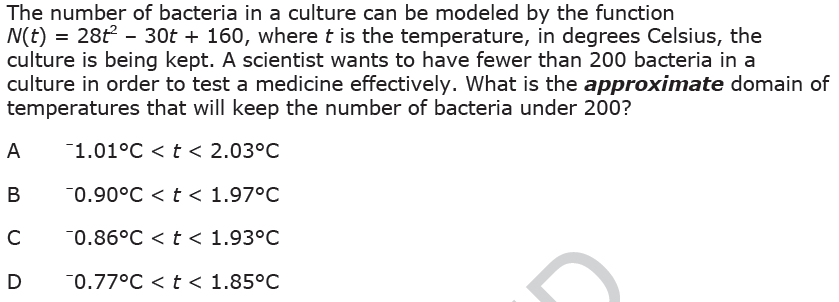 The number of bacteria in a culture can be modeled by the function
N(t) = 28t² – 30t + 160, where t is the temperature, in degrees Celsius, the
culture is being kept. A scientist wants to have fewer than 200 bacteria in a
culture in order to test a medicine effectively. What is the approximate domain of
temperatures that will keep the number of bacteria under 200?
A ⁻1.01°C < t < 2.03°C
B ⁻0.90°C < t < 1.97°C
C ⁻0.86°C < t < 1.93°C
D ⁻0.77°C < t < 1.85°C